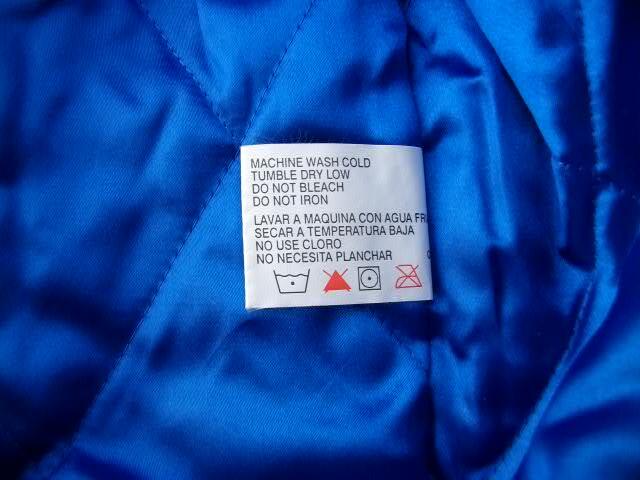 MACHINE WASH COLD
TUMBLE DRY LOW
DO NOT BLEACH
DO NOT IRON
LAVAR A MAQUINA CON AGUA
SECAR A TEMPERATURA BAJA
NO USE CLORO
NO NECESITA PLANCHAR